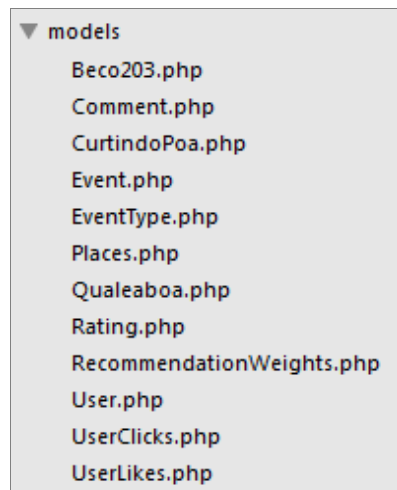 models
Beco203.php
Comment.php
CurtindoPoa.php
Event.php
EventType.php
Places.php
Qualeaboa.php
Rating.php
RecommendationWeights.php
User.php
UserClicks.php
UserLikes.php